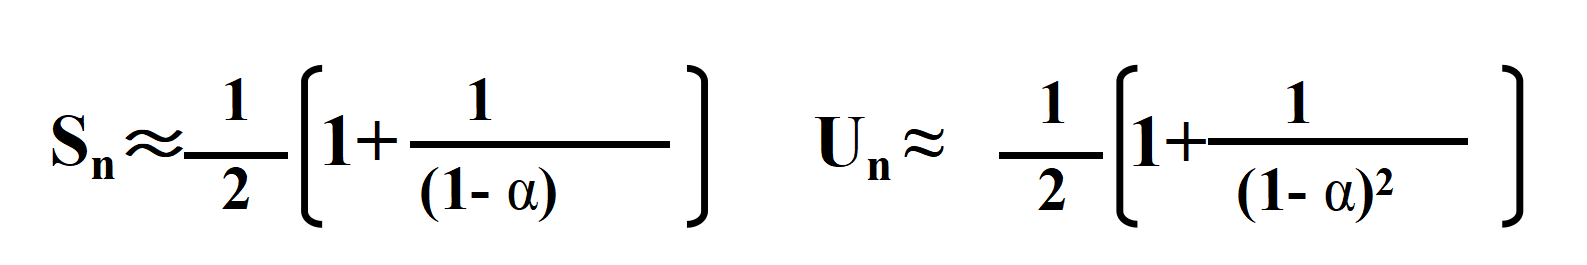 Sₙ ≈ 1/2 [1+ 1/(1- α)] Uₙ ≈ 1/2 [1+ 1/(1- α)²]